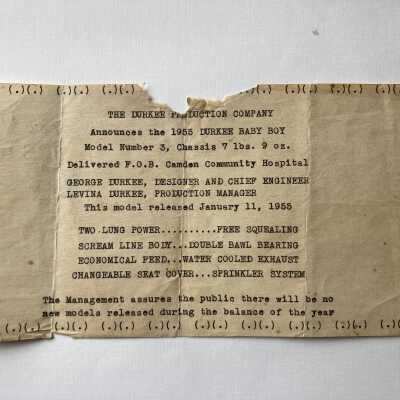 (.)(.) (.)(.) (.)(.) (.)(.) (.)(.) (.)(.)
THE DURKEE PRODUCTION COMPANY
Announces the 1955 DURKEE BABY BOY
Model Number 3, Chassis 7 lbs. 9 oz.
Delivered F.O.B. Camden Community Hospital
GEORGE DURKEE, DESIGNER AND CHIEF ENGINEER
LEVINA DURKEE, PRODUCTION MANAGER
This model released January 11, 1955
TWO LUNG POWER..........FREE SQUEALING
SCREAM LINE BODY...DOUBLE BAWL BEARING
ECONOMICAL FEED...WATER COOLED EXHAUST
CHANGEABLE SEAT COVER...SPRINKLER SYSTEM
The Management assures the public there will be no
new models released during the balance of the year
(.)(.) (.)(.) (.)(.) (.)(.) (.)(.) (.)(.) (.)(.) (.)(.)